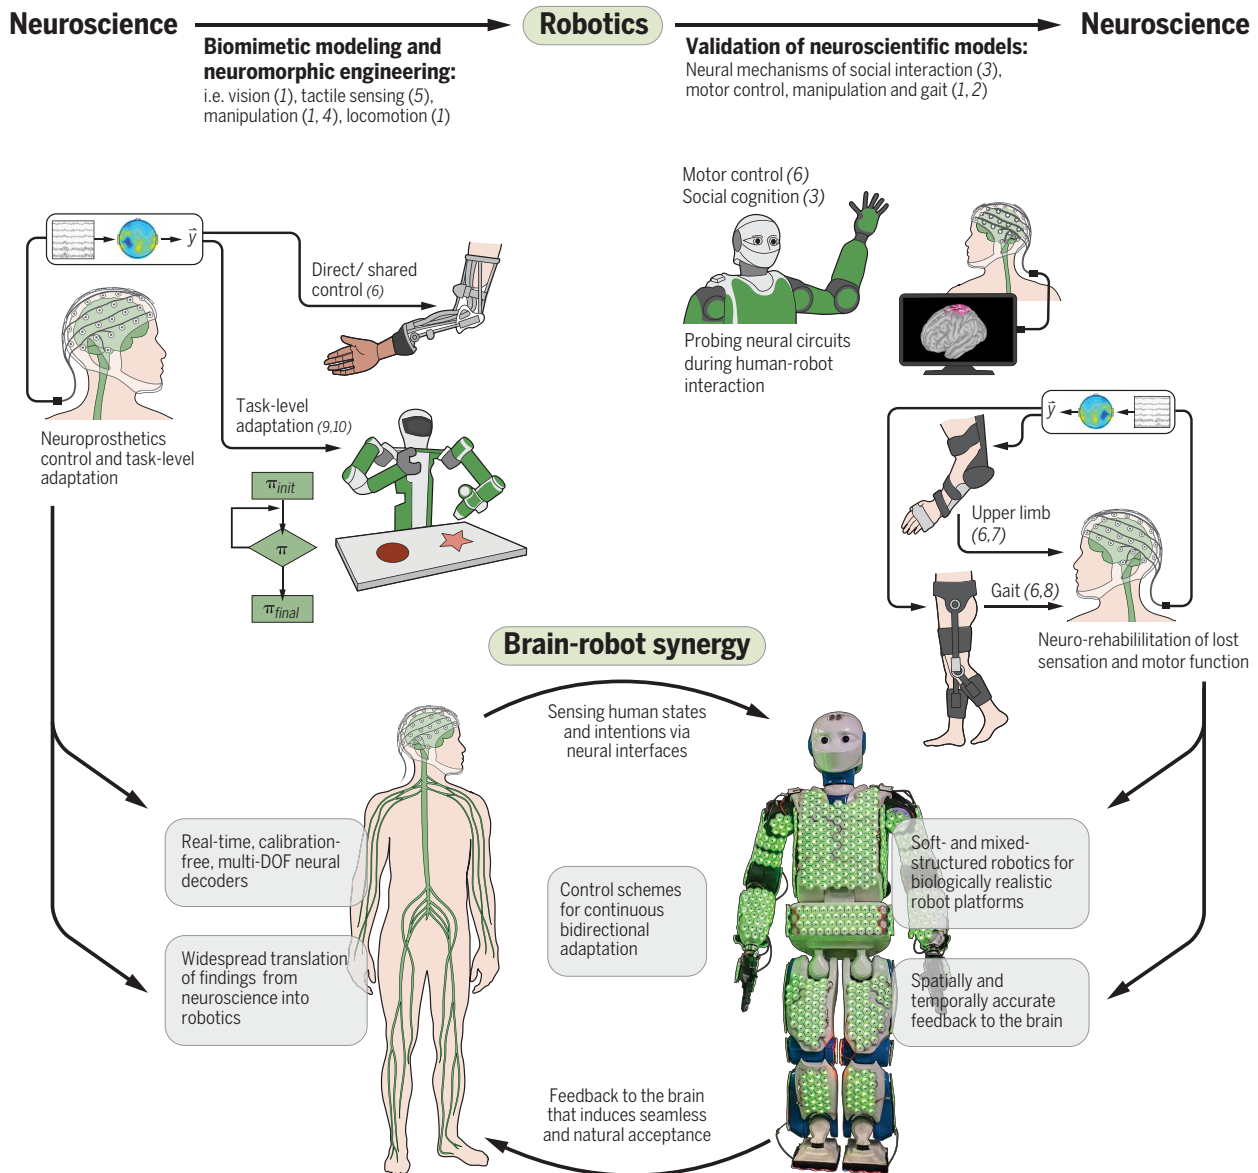 Neuroscience
Robotics
Neuroscience
Biomimetic modeling and
neuromorphic engineering:
i.e. vision (1), tactile sensing (5),
manipulation (1, 4), locomotion (1)
Validation of neuroscientific models:
Neural mechanisms of social interaction (3),
motor control, manipulation and gait (1, 2)
y⃗
Direct/ shared
control (6)
Neuroprosthetics
control and task-level
adaptation
Task-level
adaptation (9,10)
π init
π
π final
Motor control (6)
Social cognition (3)
Probing neural circuits
during human-robot
interaction
y⃗
Upper limb
(6,7)
Gait (6,8)
Neuro-rehabililitation of lost
sensation and motor function
Brain-robot synergy
Sensing human states
and intentions via
neural interfaces
Real-time, calibration-
free, multi-DOF neural
decoders
Widespread translation
of findings from
neuroscience into
robotics
Control schemes
for continuous
bidirectional
adaptation
Soft- and mixed-
structured robotics for
biologically realistic
robot platforms
Spatially and
temporally accurate
feedback to the brain
Feedback to the brain
that induces seamless
and natural acceptance